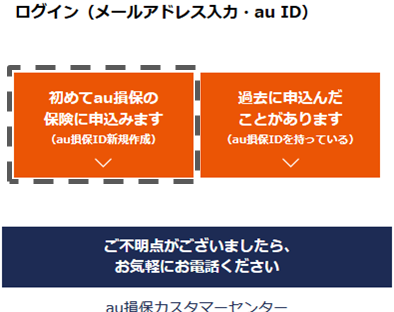 ログイン（メールアドレス入力・au ID）
初めてau損保の
保険に申込みます
（au損保ID新規作成）
過去に申込んだ
ことがあります
（au損保IDを持っている）
ご不明点がございましたら、
お気軽にお電話ください
au損保カスタマーセンター